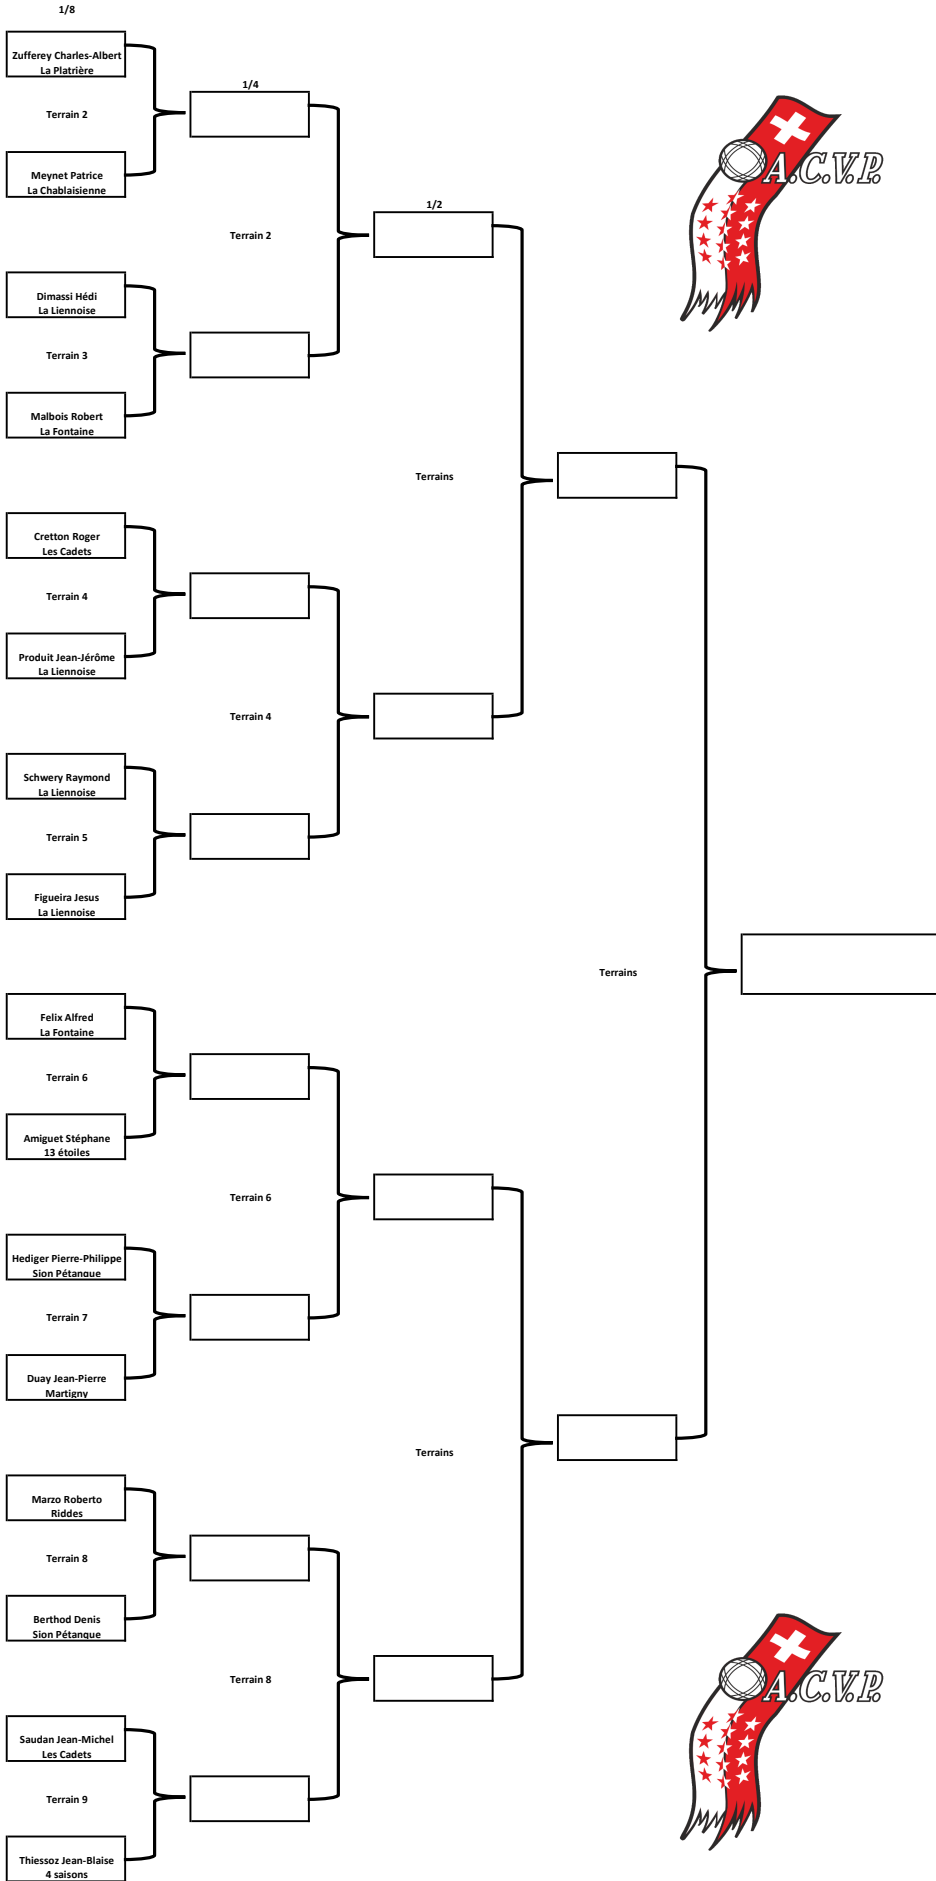 1/8
Zufferey Charles-Albert
La Platrière
1/4
Terrain 2
Meynet Patrice
La Chablaisienne
A.C.V.P.
1/2
Terrain 2
Dimassi Hédi
La Liennoise
Terrain 3
Malbois Robert
La Fontaine
Terrains
Cretton Roger
Les Cadets
Terrain 4
Produit Jean-Jérôme
La Liennoise
Terrain 4
Schwery Raymond
La Liennoise
Terrain 5
Figueira Jesus
La Liennoise
Terrains
Felix Alfred
La Fontaine
Terrain 6
Amiguet Stéphane
13 étoiles
Terrain 6
Hediger Pierre-Philippe
Sion Pétanque
Terrain 7
Duay Jean-Pierre
Martigny
Terrains
Marzo Roberto
Riddes
Terrain 8
Berthod Denis
Sion Pétanque
Terrain 8
A.C.V.P.
Saudan Jean-Michel
Les Cadets
Terrain 9
Thiessoz Jean-Blaise
4 saisons